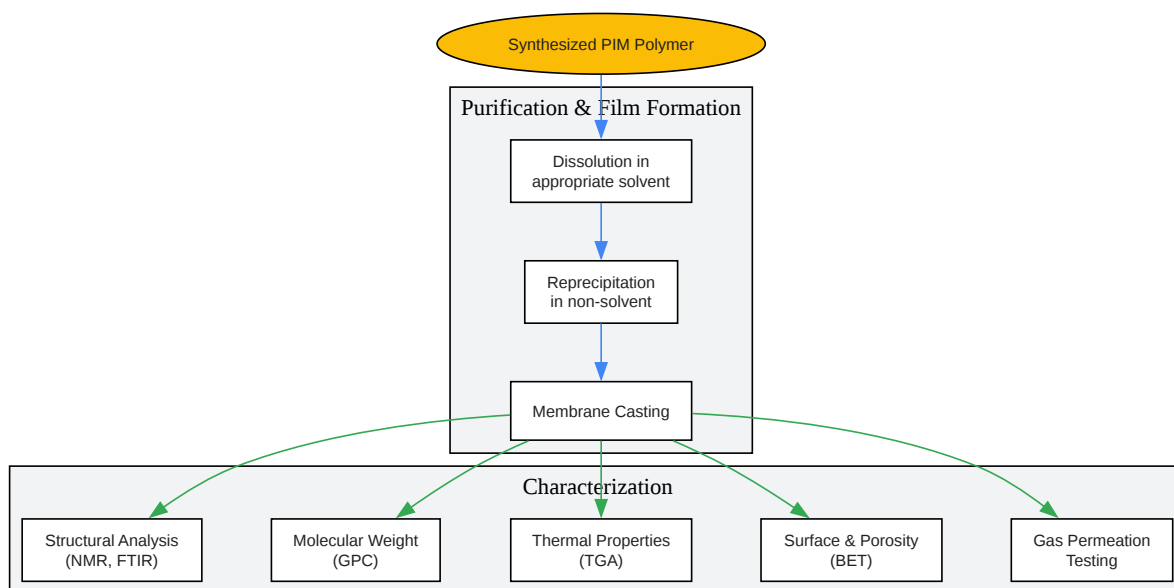 Synthesized PIM Polymer
Purification & Film Formation
Dissolution in
appropriate solvent
Reprecipitation
in non-solvent
Membrane Casting
Characterization
Structural Analysis
(NMR, FTIR)
Molecular Weight
(GPC)
Thermal Properties
(TGA)
Surface & Porosity
(BET)
Gas Permeation
Testing